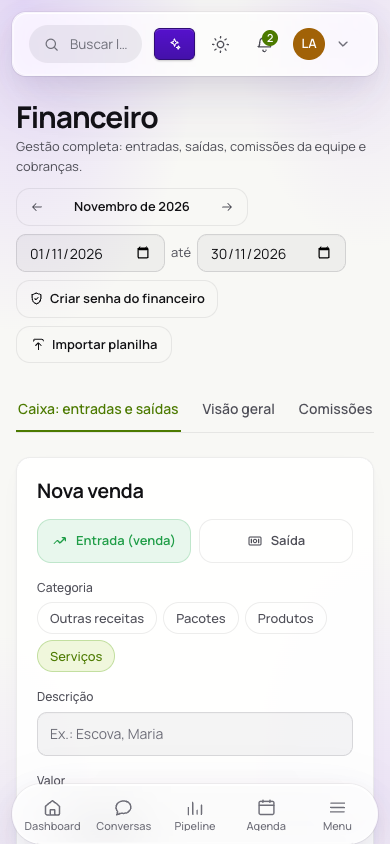 Buscar l...
2
LA
Financeiro
Gestão completa: entradas, saídas, comissões da equipe e
cobranças.
← Novembro de 2026 →
01/11/2026 até 30/11/2026
Criar senha do financeiro
Importar planilha
Caixa: entradas e saídas Visão geral Comissões
Nova venda
Entrada (venda) Saída
Categoria
Outras receitas Pacotes Produtos
Serviços
Descrição
Ex.: Escova, Maria
Valor
Dashboard Conversas Pipeline Agenda Menu